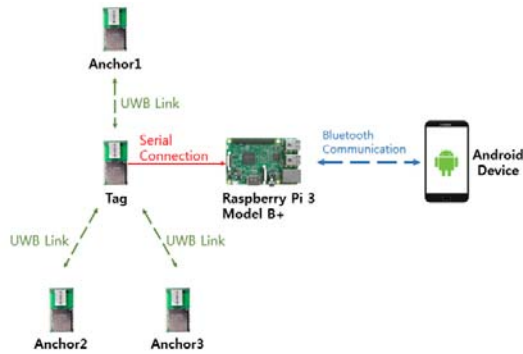 Anchor1
UWB Link
Serial
Connection
Bluetooth
Communication
Tag
Raspberry Pi 3
Model B+
Android
Device
UWB Link
UWB Link
Anchor2
Anchor3